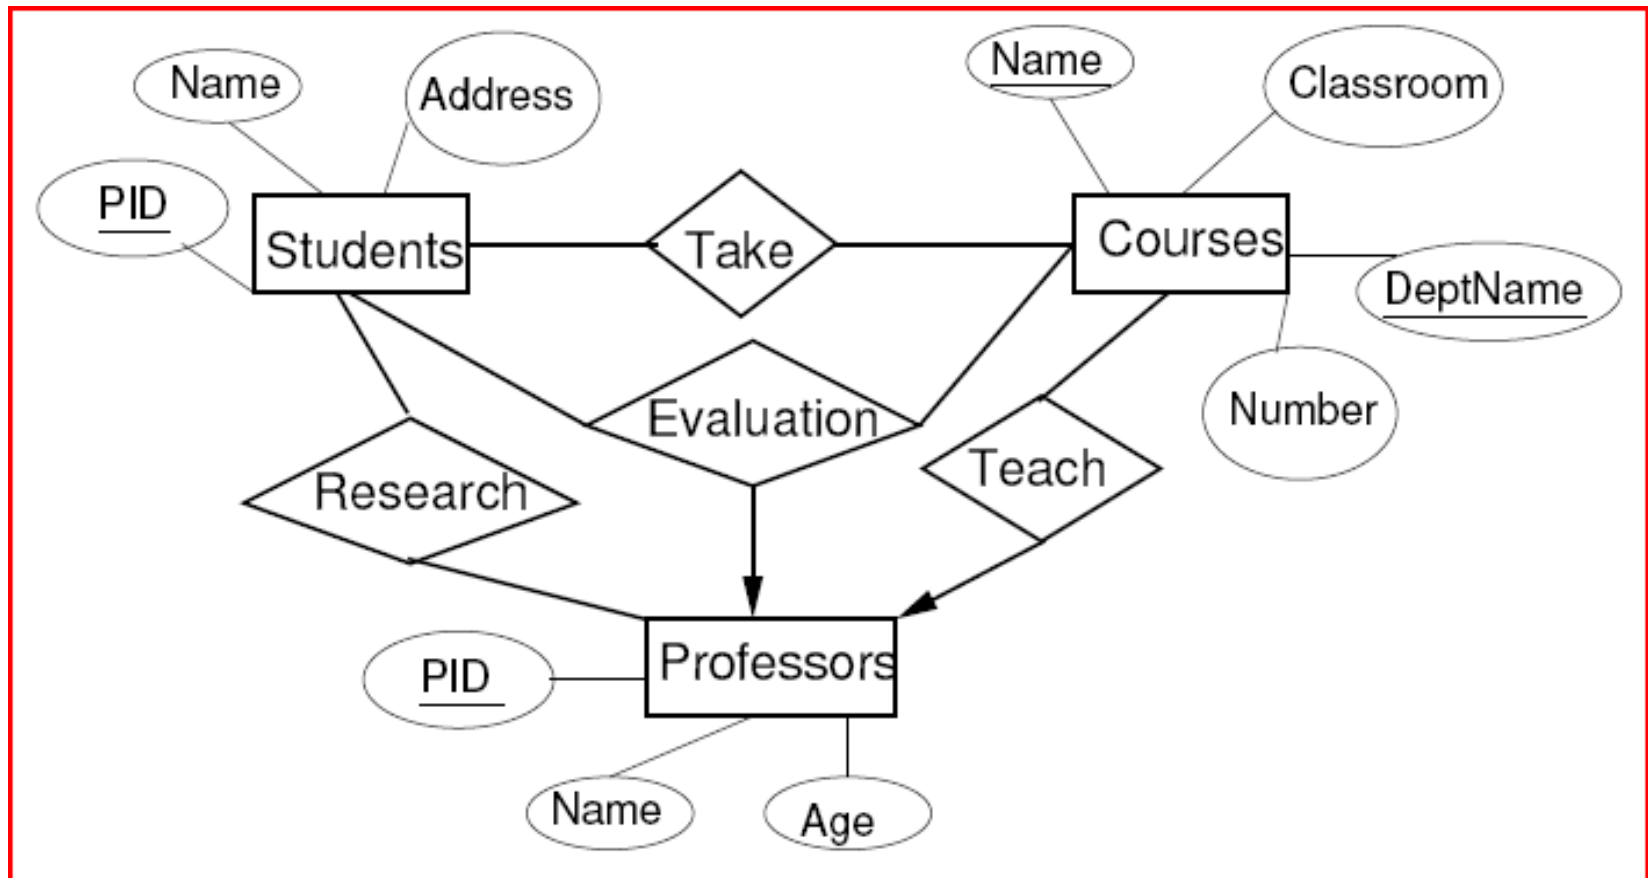 Name
Address
Name
Classroom
PID
Students
Take
Courses
DeptName
Evaluation
Number
Research
Teach
Professors
PID
Name
Age